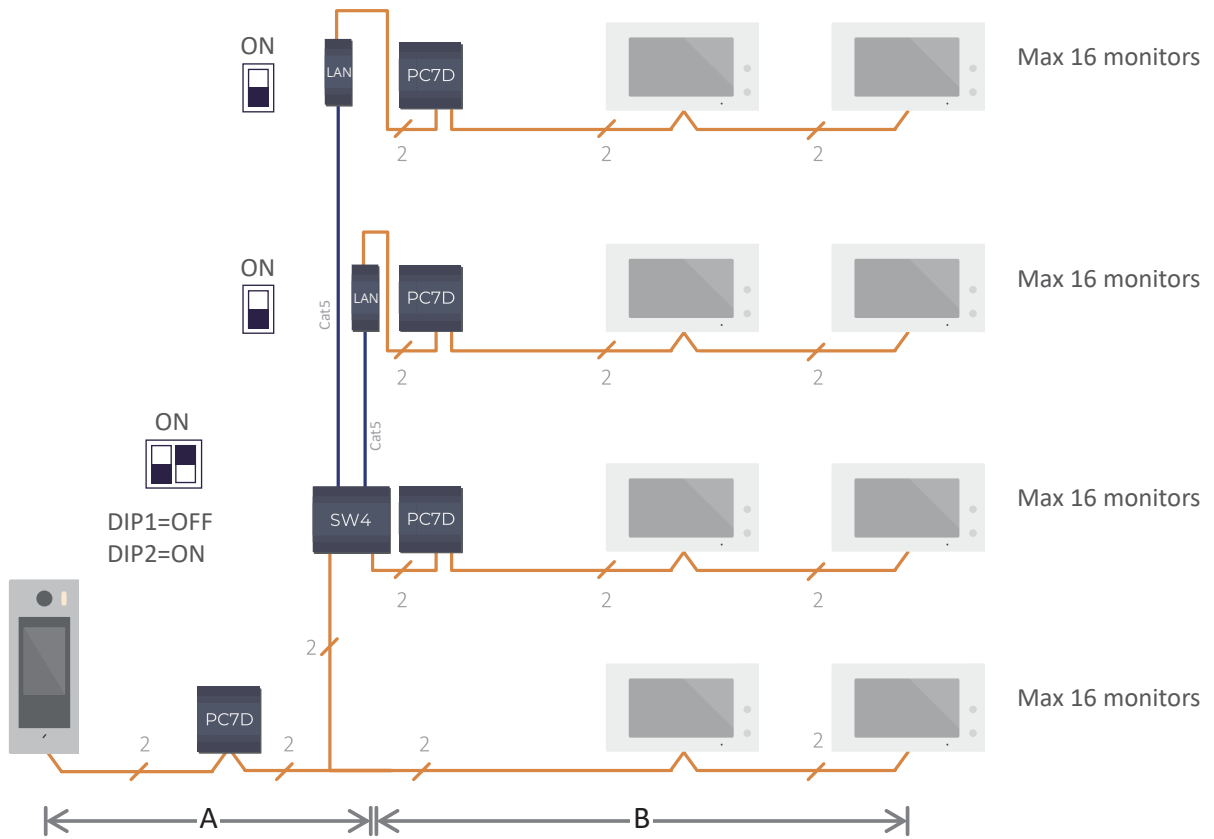 ON
LAN
PC7D
Max 16 monitors
2
2
2
ON
LAN
PC7D
Max 16 monitors
Cat5
2
2
2
Cat5
ON
DIP1=OFF
DIP2=ON
SW4
PC7D
Max 16 monitors
2
2
2
2
PC7D
Max 16 monitors
2
2
2
2
A
B